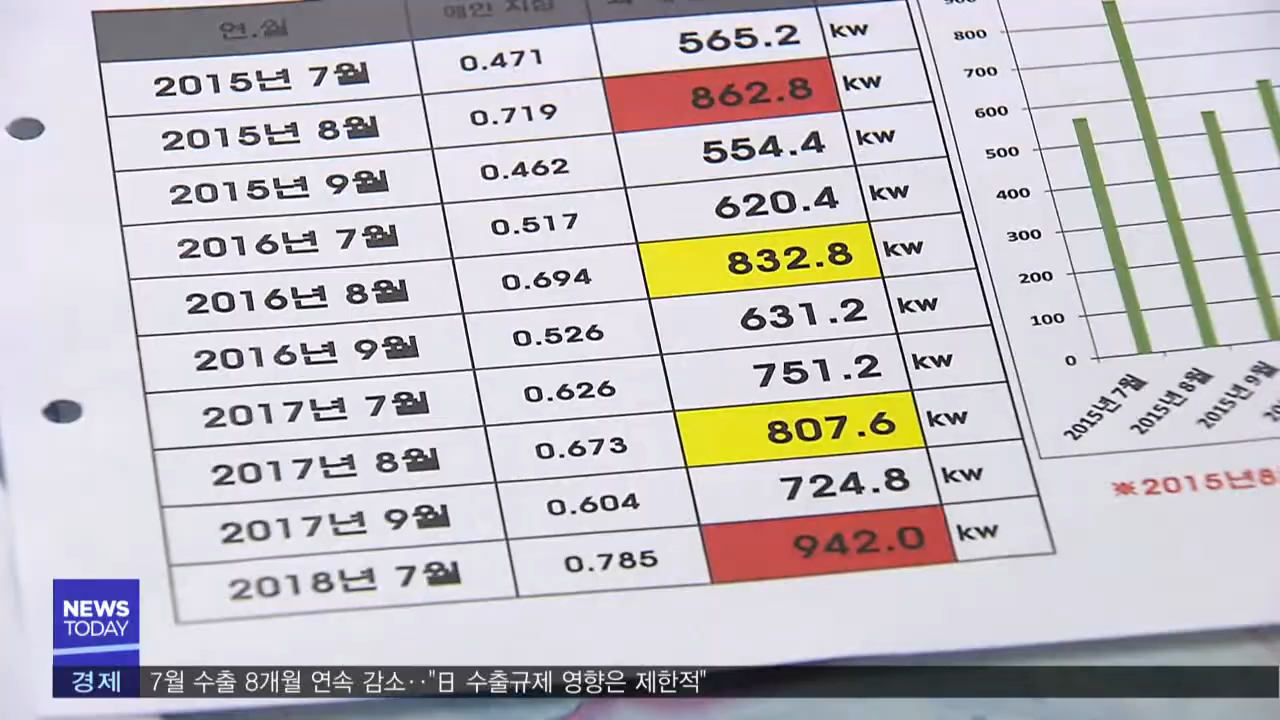 연.월
2015년 7월 0.471 565.2 kw
2015년 8월 0.719 862.8 kw
2015년 9월 0.462 554.4 kw
2016년 7월 0.517 620.4 kw
2016년 8월 0.694 832.8 kw
2016년 9월 0.526 631.2 kw
2017년 7월 0.626 751.2 kw
2017년 8월 0.673 807.6 kw
2017년 9월 0.604 724.8 kw
2018년 7월 0.785 942.0 kw
800
700
600
500
400
300
200
100
0
2015년 7월
2015년 8월
2015년 9월
※2015년8
NEWS
TODAY
경제 7월 수출 8개월 연속 감소‥"日 수출규제 영향은 제한적"